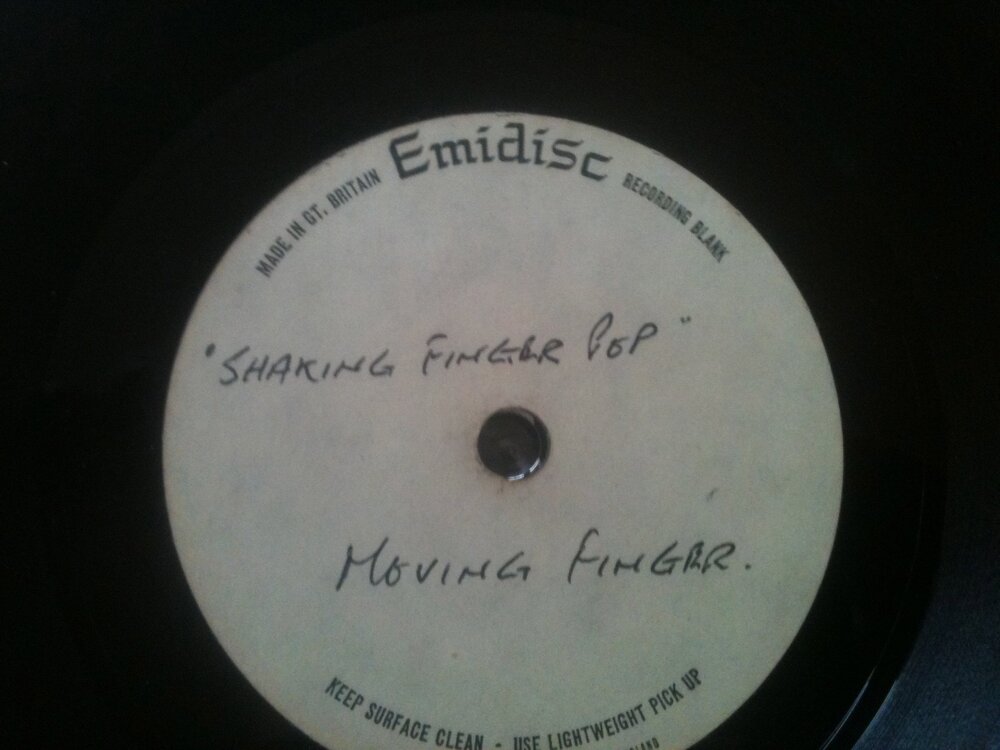 MADE IN GT. BRITAIN Emidisc RECORDING BLANK
"SHAKING FINGER POP"
MOVING FINGER.
KEEP SURFACE CLEAN - USE LIGHTWEIGHT PICK UP